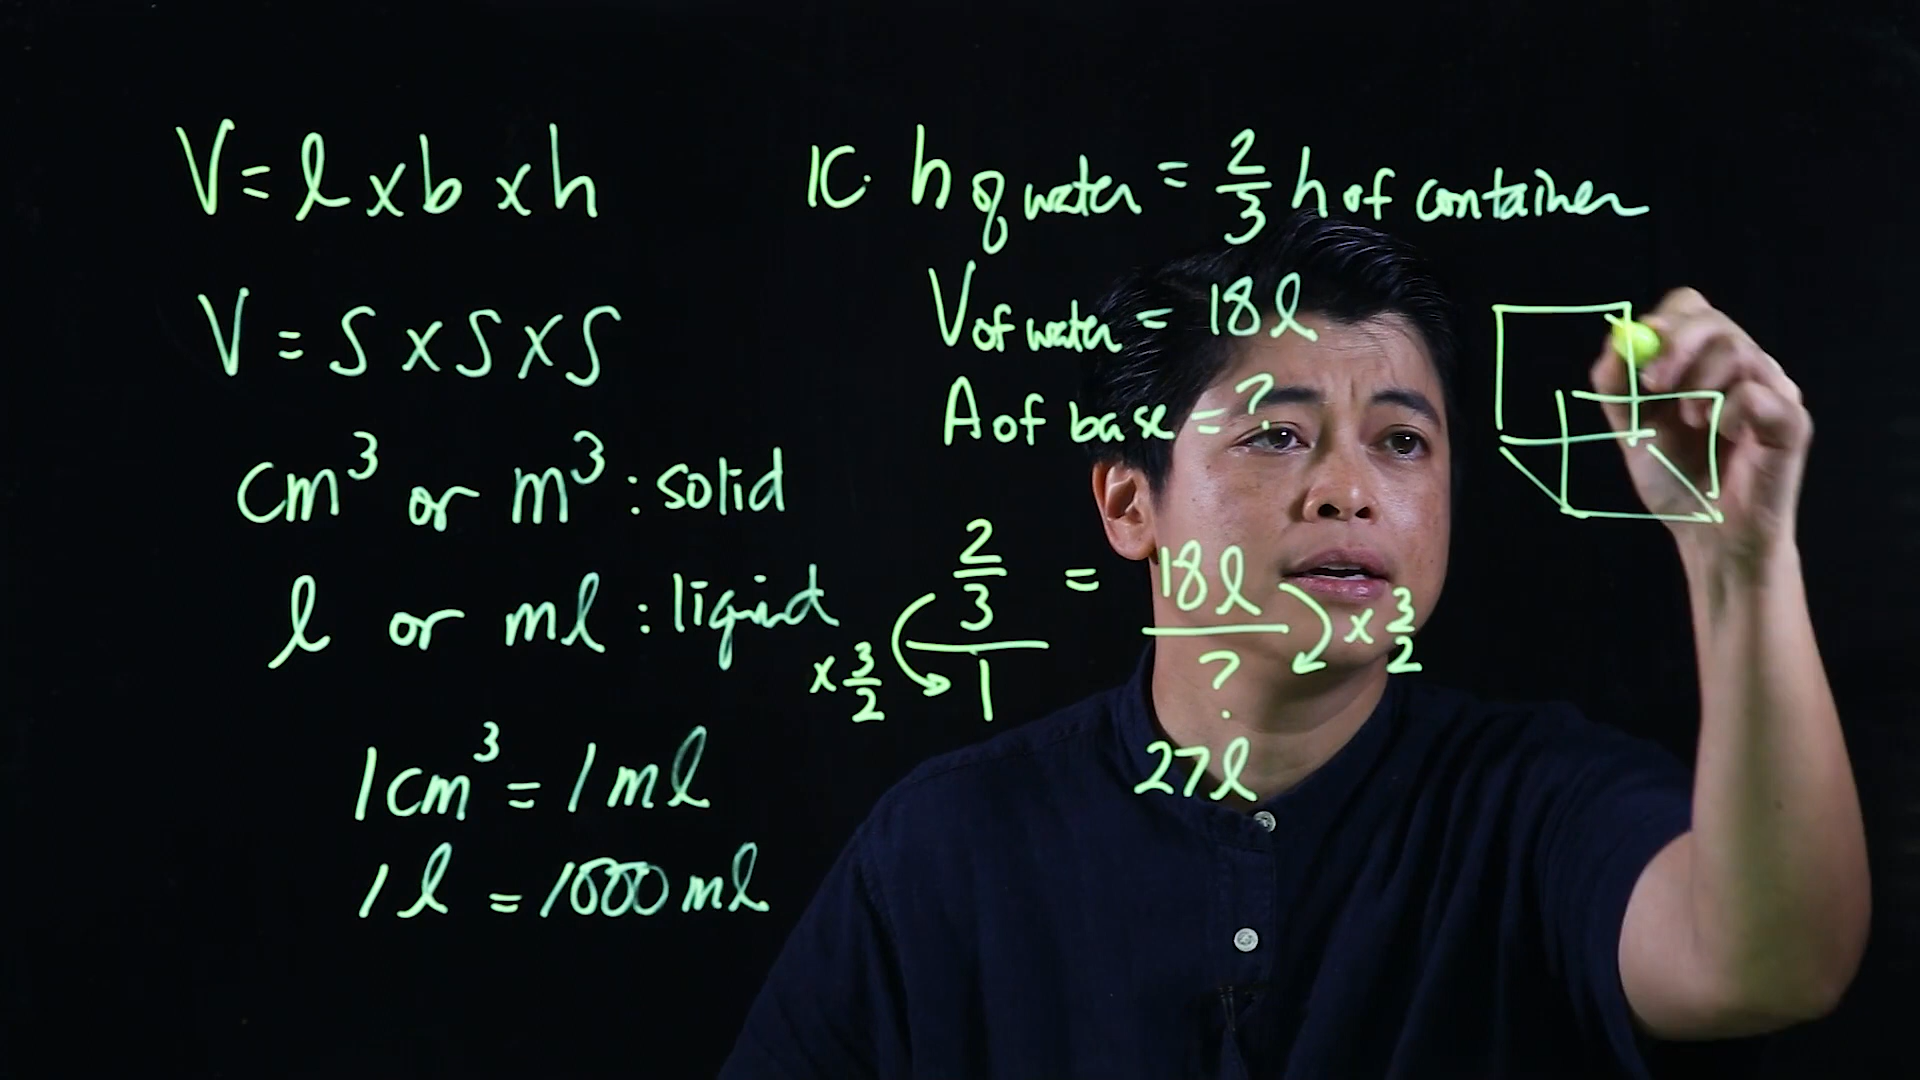 V = l x b x h
V = S x S x S
cm³ or m³ : solid
l or ml : liquid
1 cm³ = 1 ml
1 l = 1000 ml
1C. h of water = 2/3 h of container
V of water = 18 l
A of base = ?
2/3 / 1 = 18 l / ?
x 3/2
x 3/2
27 l